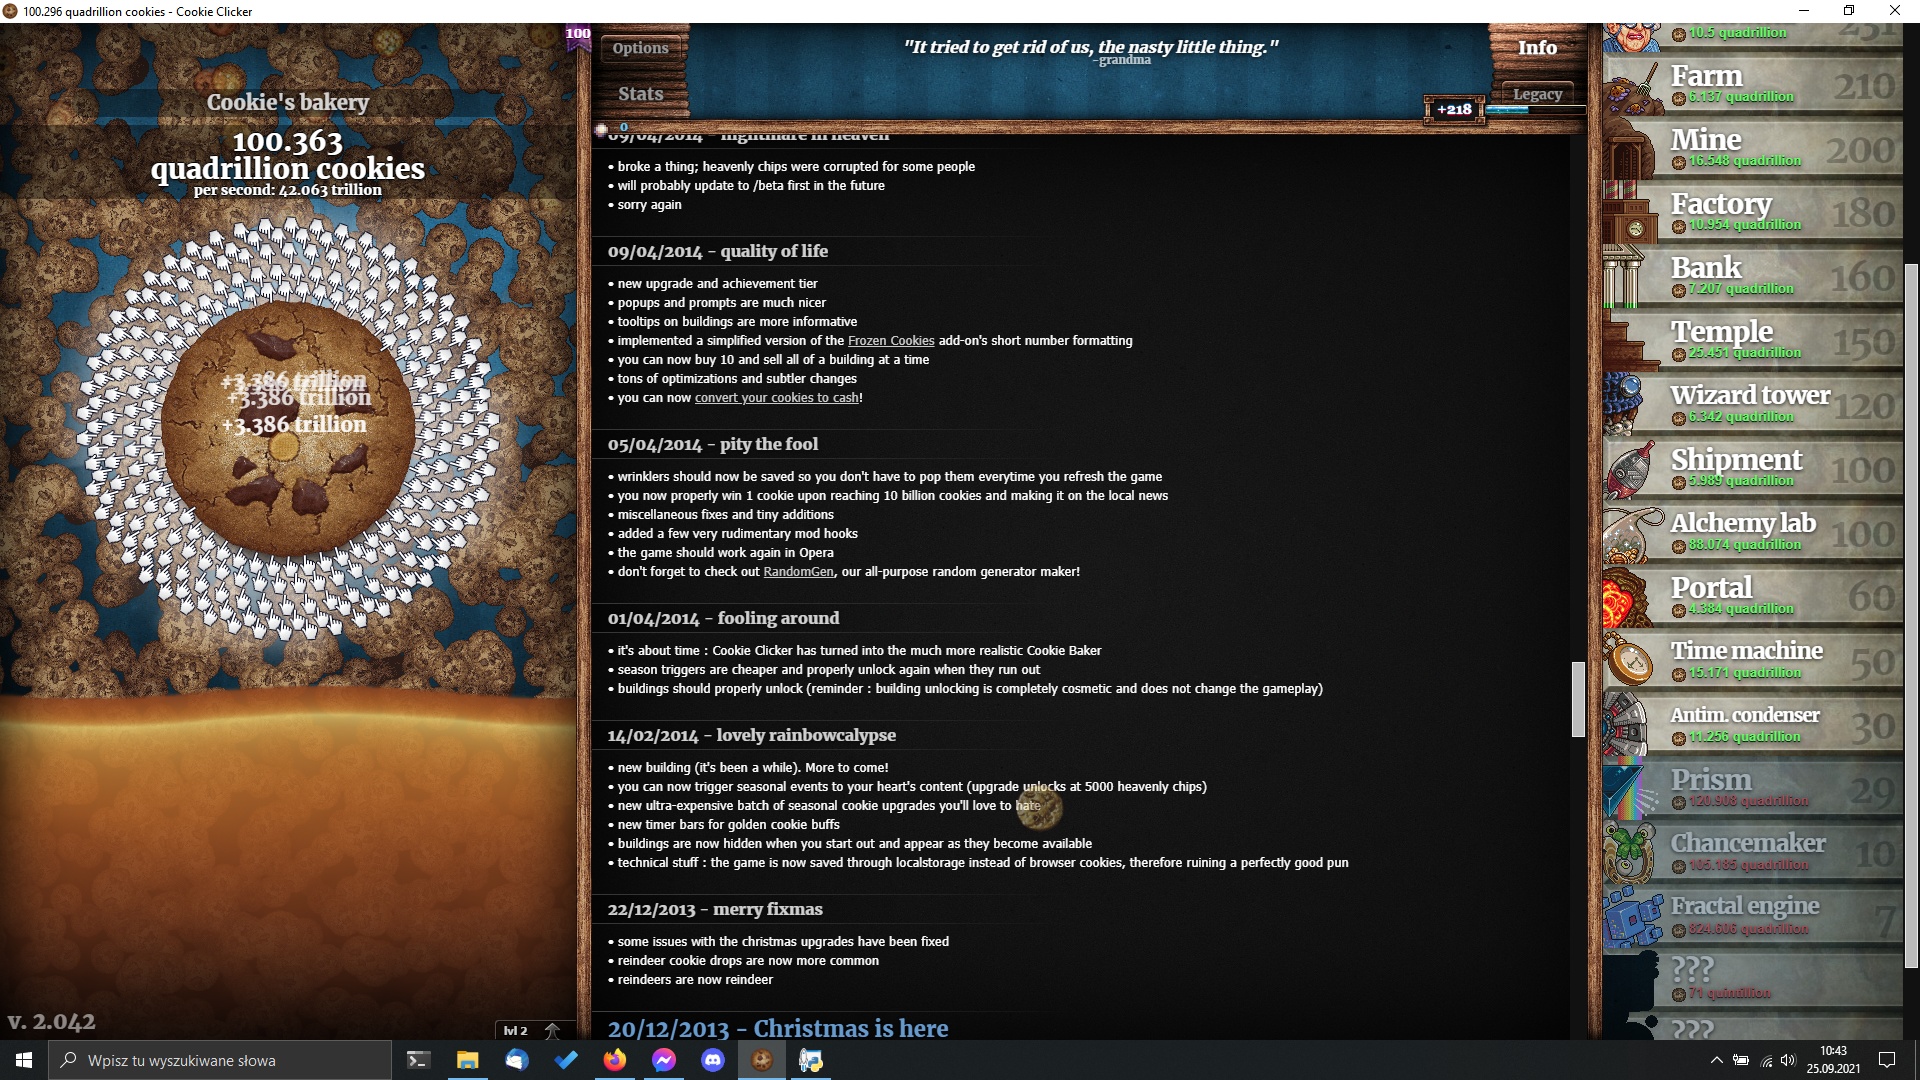 100.296 quadrillion cookies - Cookie Clicker
100
Options
Stats
"It tried to get rid of us, the nasty little thing."
-grandma
Info
Legacy
+218
0
Cookie's bakery
100.363
quadrillion cookies
per second: 42.063 trillion
+3.386 trillion
+3.386 trillion
+3.386 trillion
v. 2.042
lvl 2
09/04/2014 - nightmare in heaven
• broke a thing; heavenly chips were corrupted for some people
• will probably update to /beta first in the future
• sorry again
09/04/2014 - quality of life
• new upgrade and achievement tier
• popups and prompts are much nicer
• tooltips on buildings are more informative
• implemented a simplified version of the Frozen Cookies add-on's short number formatting
• you can now buy 10 and sell all of a building at a time
• tons of optimizations and subtler changes
• you can now convert your cookies to cash!
05/04/2014 - pity the fool
• wrinklers should now be saved so you don't have to pop them everytime you refresh the game
• you now properly win 1 cookie upon reaching 10 billion cookies and making it on the local news
• miscellaneous fixes and tiny additions
• added a few very rudimentary mod hooks
• the game should work again in Opera
• don't forget to check out RandomGen, our all-purpose random generator maker!
01/04/2014 - fooling around
• it's about time : Cookie Clicker has turned into the much more realistic Cookie Baker
• season triggers are cheaper and properly unlock again when they run out
• buildings should properly unlock (reminder : building unlocking is completely cosmetic and does not change the gameplay)
14/02/2014 - lovely rainbowcalypse
• new building (it's been a while). More to come!
• you can now trigger seasonal events to your heart's content (upgrade unlocks at 5000 heavenly chips)
• new ultra-expensive batch of seasonal cookie upgrades you'll love to hate
• new timer bars for golden cookie buffs
• buildings are now hidden when you start out and appear as they become available
• technical stuff : the game is now saved through localstorage instead of browser cookies, therefore ruining a perfectly good pun
22/12/2013 - merry fixmas
• some issues with the christmas upgrades have been fixed
• reindeer cookie drops are now more common
• reindeers are now reindeer
20/12/2013 - Christmas is here
10.5 quadrillion
231
Farm
6.137 quadrillion
210
Mine
16.548 quadrillion
200
Factory
10.954 quadrillion
180
Bank
7.207 quadrillion
160
Temple
25.451 quadrillion
150
Wizard tower
6.342 quadrillion
120
Shipment
5.989 quadrillion
100
Alchemy lab
88.074 quadrillion
100
Portal
4.384 quadrillion
60
Time machine
15.171 quadrillion
50
Antim. condenser
11.256 quadrillion
30
Prism
120.908 quadrillion
29
Chancemaker
105.185 quadrillion
10
Fractal engine
824.606 quadrillion
7
???
71 quintillion
???
Wpisz tu wyszukiwane słowa
10:43
25.09.2021